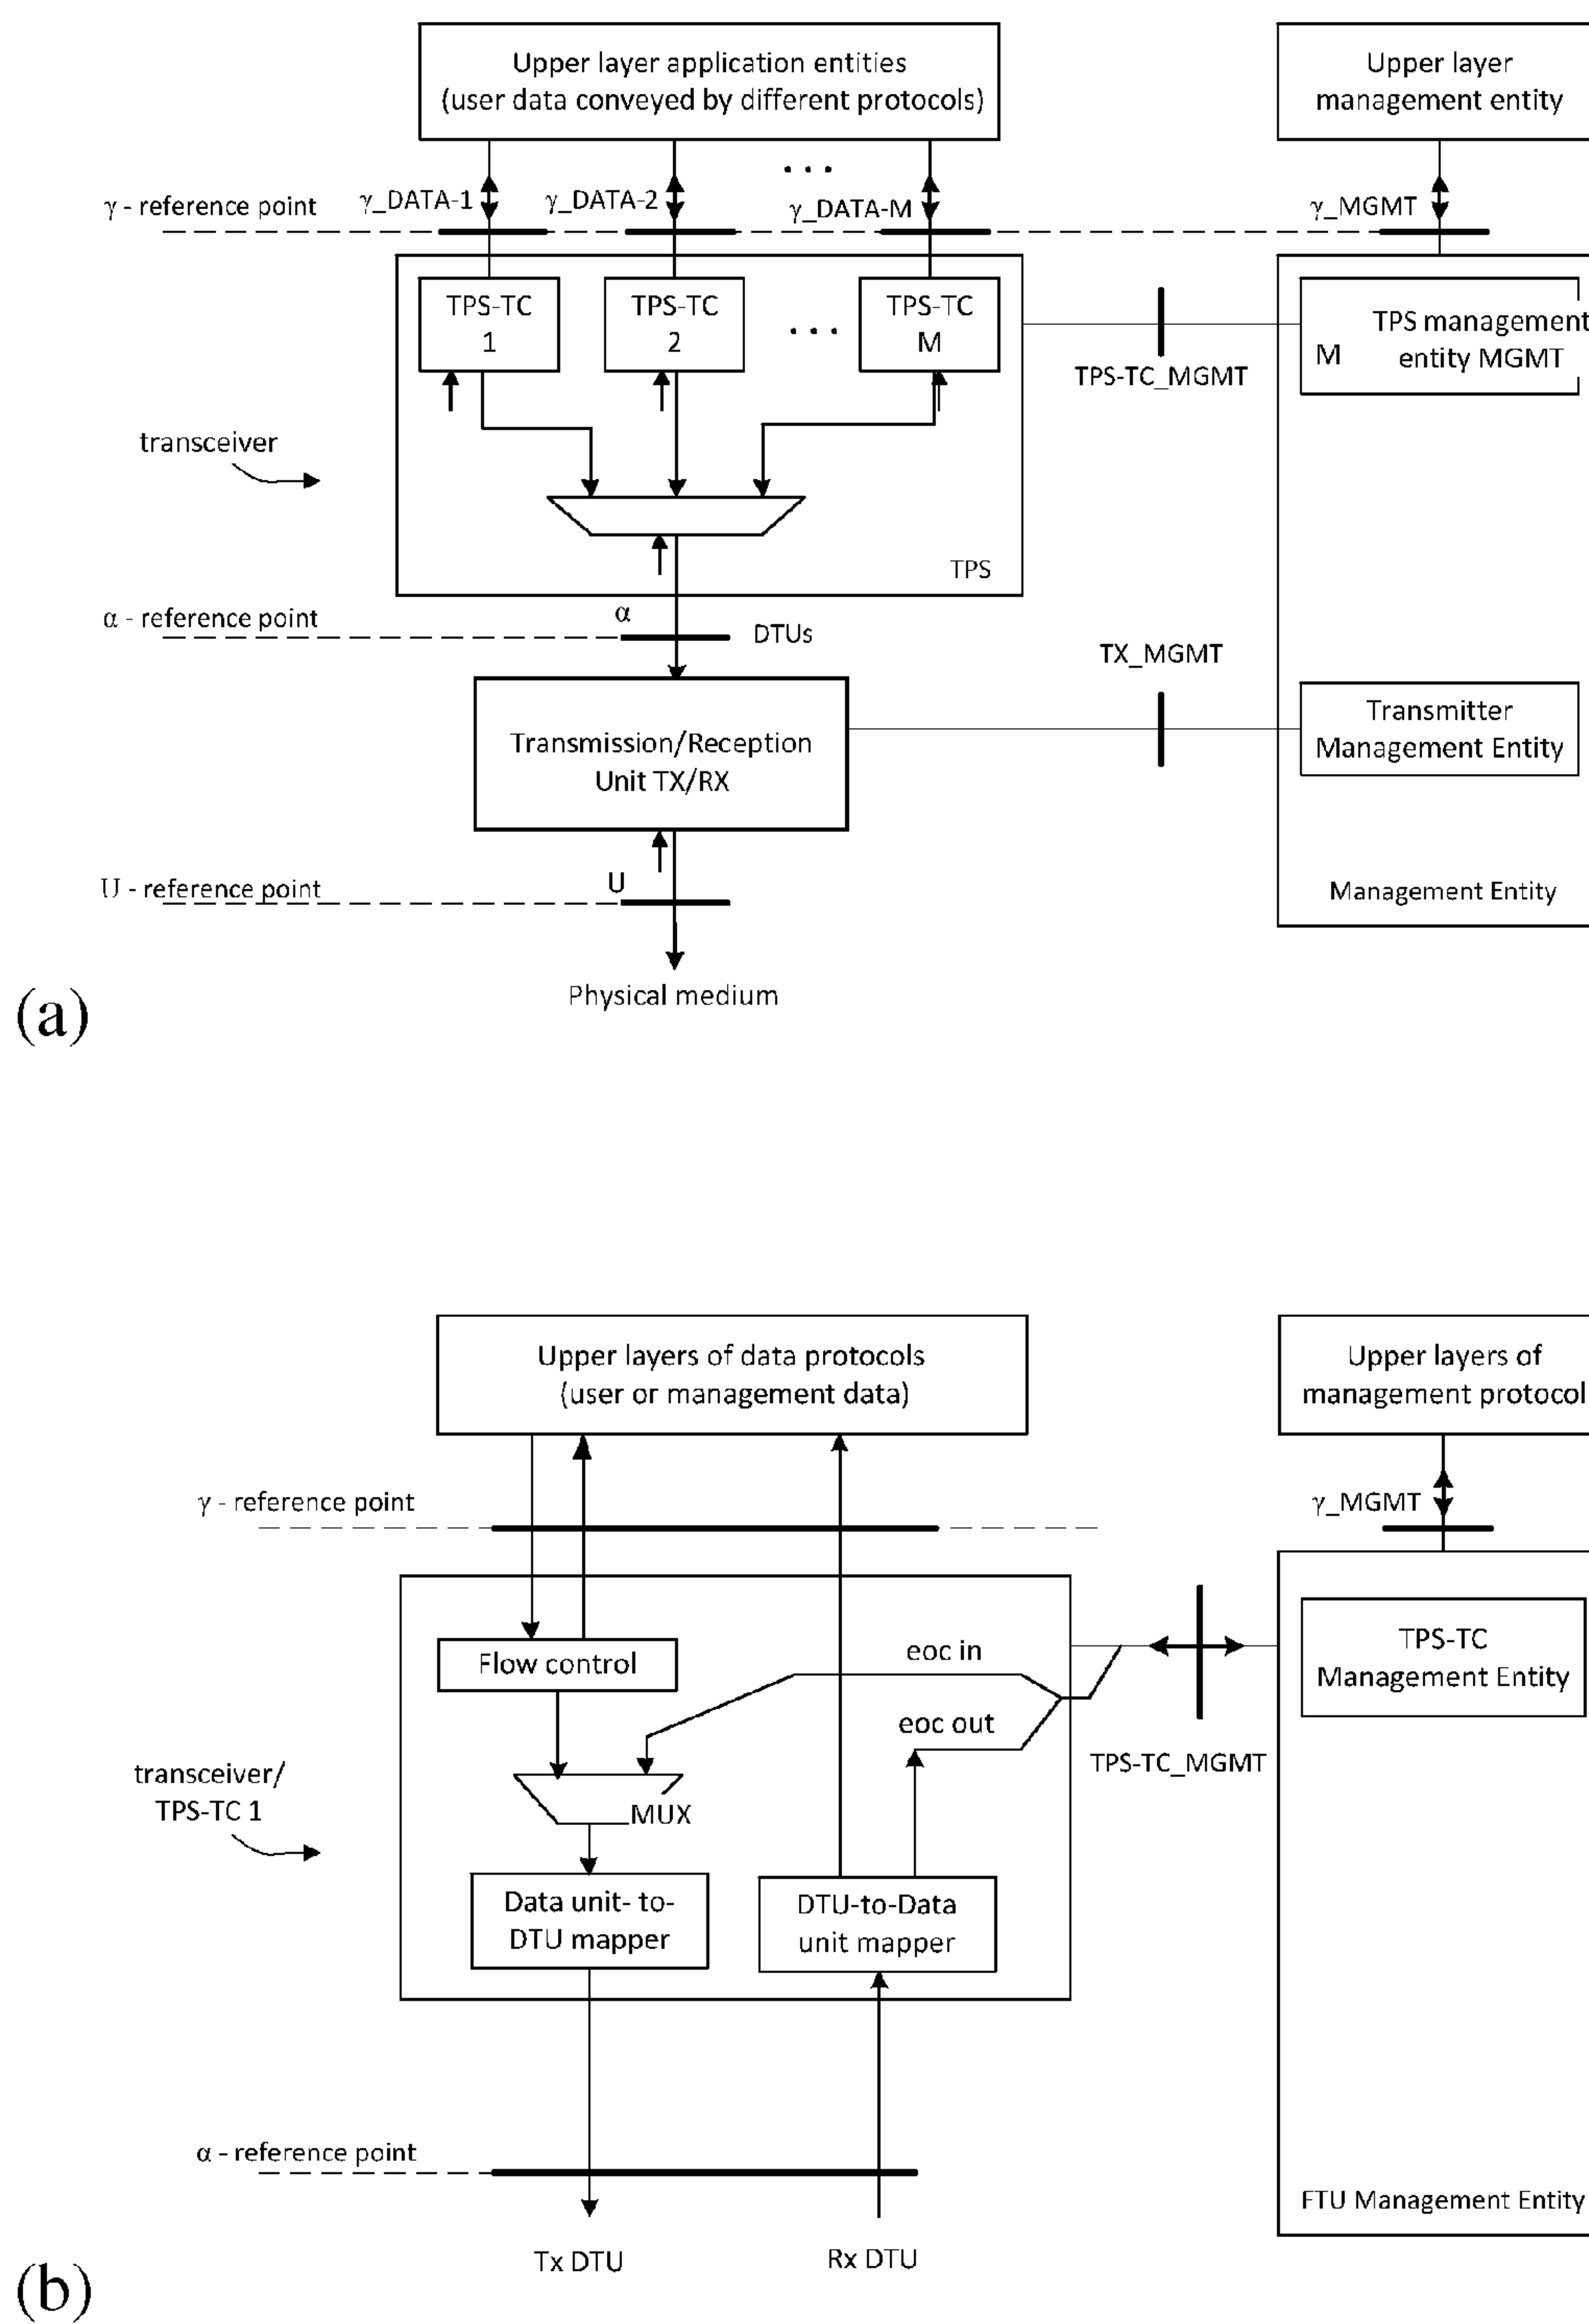 Upper layer application entities
(user data conveyed by different protocols)
Upper layer
management entity
. . .
γ - reference point
γ_DATA-1
γ_DATA-2
γ_DATA-M
γ_MGMT
TPS-TC
1
TPS-TC
2
. . .
TPS-TC
M
TPS-TC_MGMT
TPS management
M
entity MGMT
transceiver
TPS
α - reference point
α
DTUs
TX_MGMT
Transmission/Reception
Unit TX/RX
Transmitter
Management Entity
U - reference point
U
Management Entity
Physical medium
(a)
Upper layers of data protocols
(user or management data)
Upper layers of
management protocol
γ - reference point
γ_MGMT
Flow control
eoc in
eoc out
TPS-TC
Management Entity
TPS-TC_MGMT
transceiver/
TPS-TC 1
MUX
Data unit- to-
DTU mapper
DTU-to-Data
unit mapper
α - reference point
FTU Management Entity
Tx DTU
Rx DTU
(b)